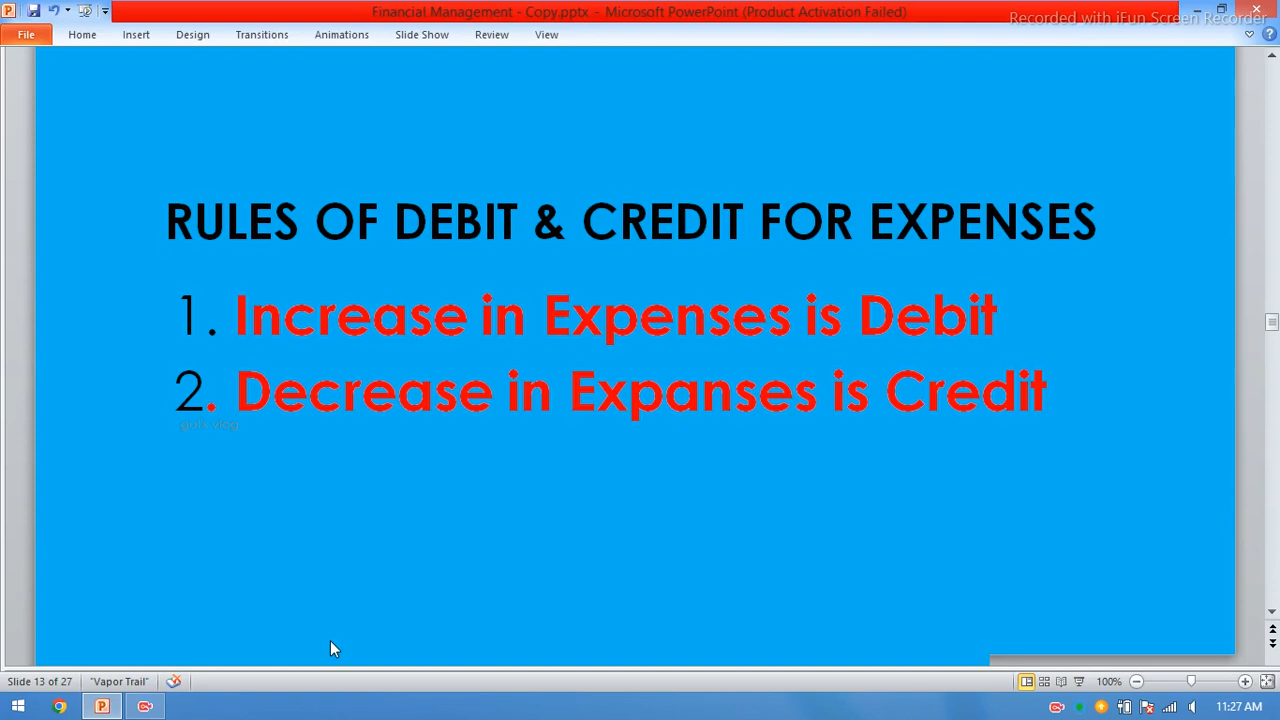 Financial Management - Copy.pptx - Microsoft PowerPoint (Product Activation Failed)
Recorded with iFun Screen Recorder
File Home Insert Design Transitions Animations Slide Show Review View
RULES OF DEBIT & CREDIT FOR EXPENSES
1. Increase in Expenses is Debit
2. Decrease in Expanses is Credit
Slide 13 of 27 "Vapor Trail" 100%
11:27 AM